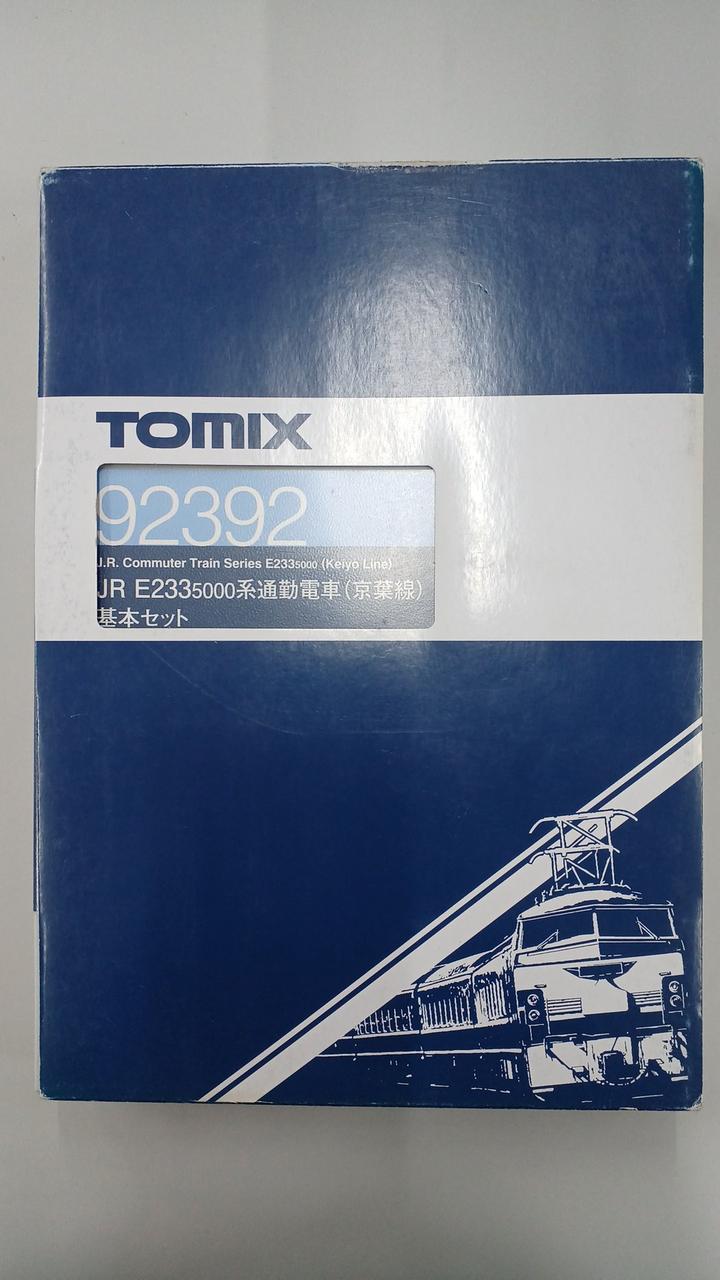 TOMIX
92392
J.R. Commuter Train Series E2335000 (Keiyo Line)
JR E2335000系通勤電車(京葉線)
基本セット